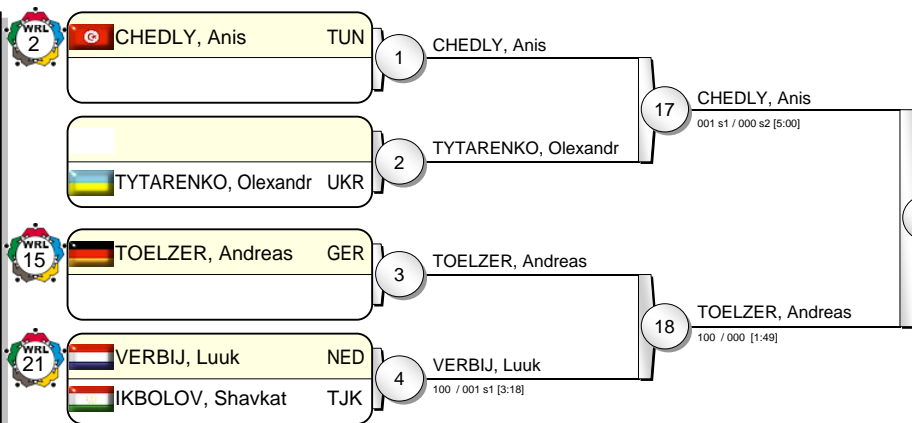 WRL
2
CHEDLY, Anis TUN
1
CHEDLY, Anis
17
CHEDLY, Anis
001 s1 / 000 s2 [5:00]
2
TYTARENKO, Olexandr
TYTARENKO, Olexandr UKR
WRL
15
TOELZER, Andreas GER
3
TOELZER, Andreas
18
TOELZER, Andreas
100 / 000 [1:49]
WRL
21
VERBIJ, Luuk NED
4
VERBIJ, Luuk
100 / 001 s1 [3:18]
IKBOLOV, Shavkat TJK